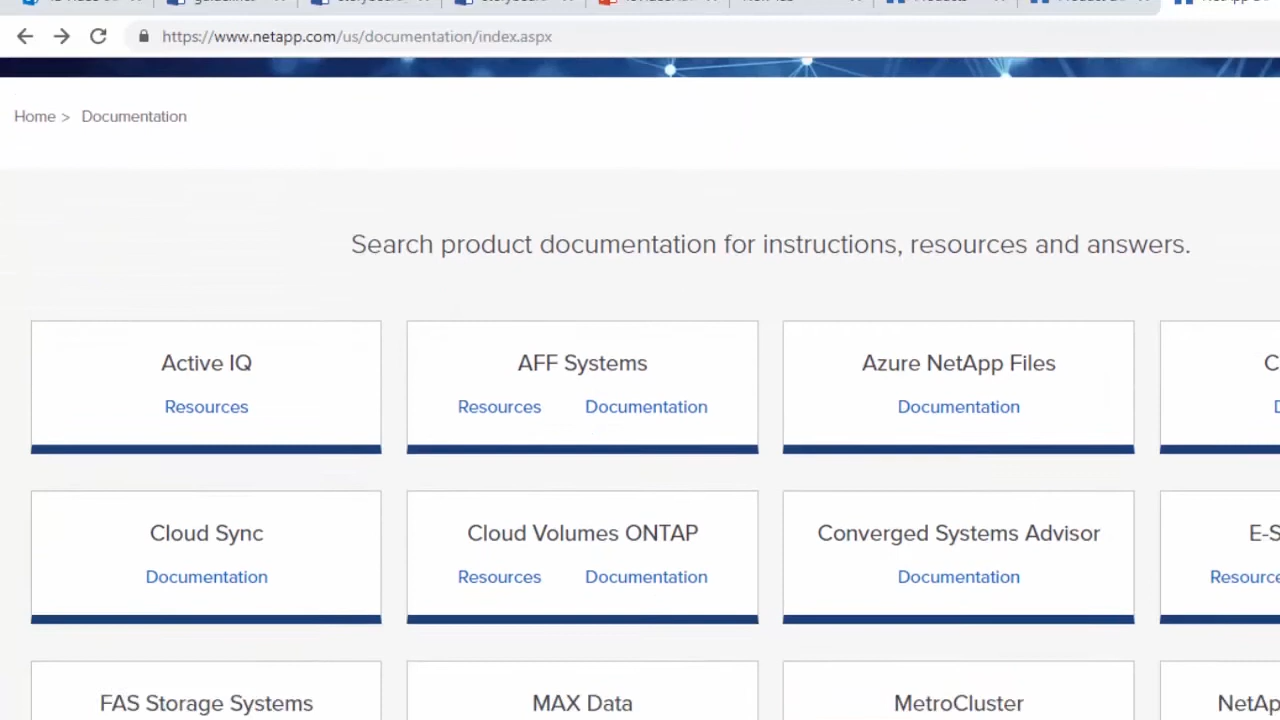 https://www.netapp.com/us/documentation/index.aspx
Home > Documentation
Search product documentation for instructions, resources and answers.
Active IQ
Resources
AFF Systems
Resources Documentation
Azure NetApp Files
Documentation
Cloud Sync
Documentation
Cloud Volumes ONTAP
Resources Documentation
Converged Systems Advisor
Documentation
FAS Storage Systems
MAX Data
MetroCluster